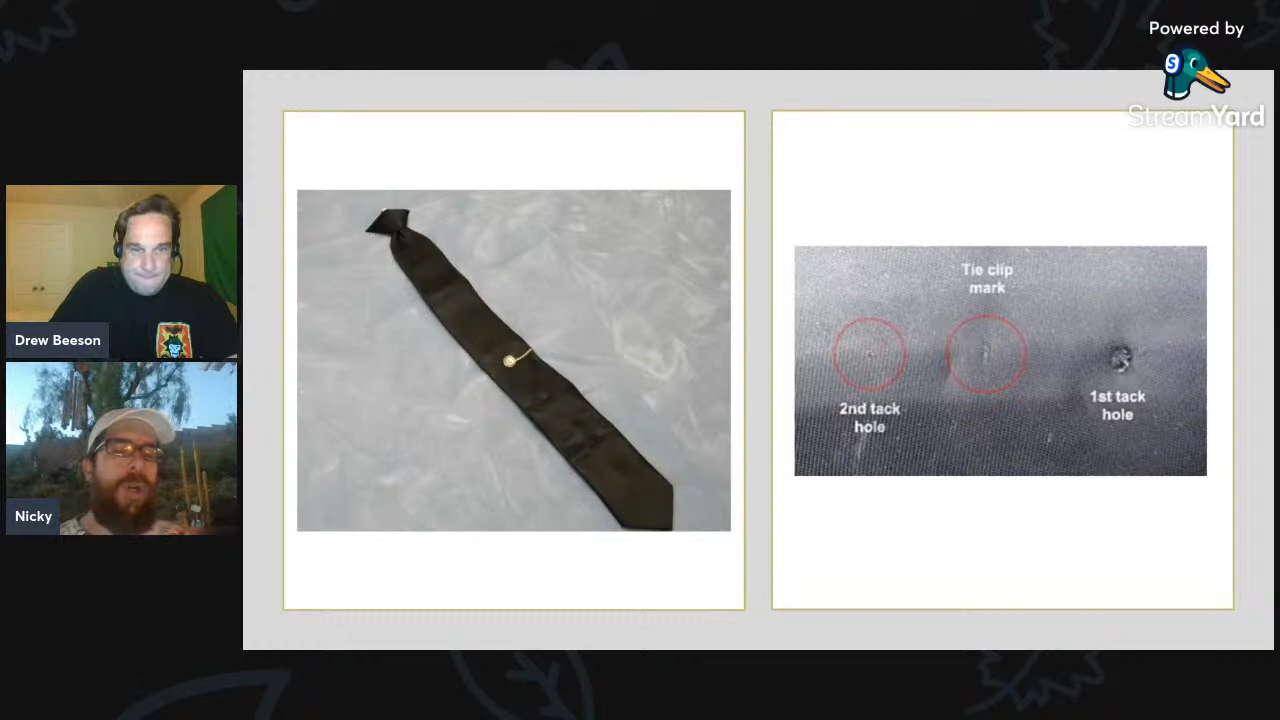 Powered by
S
StreamYard
Tie clip
mark
2nd tack
hole
1st tack
hole
Drew Beeson
Nicky